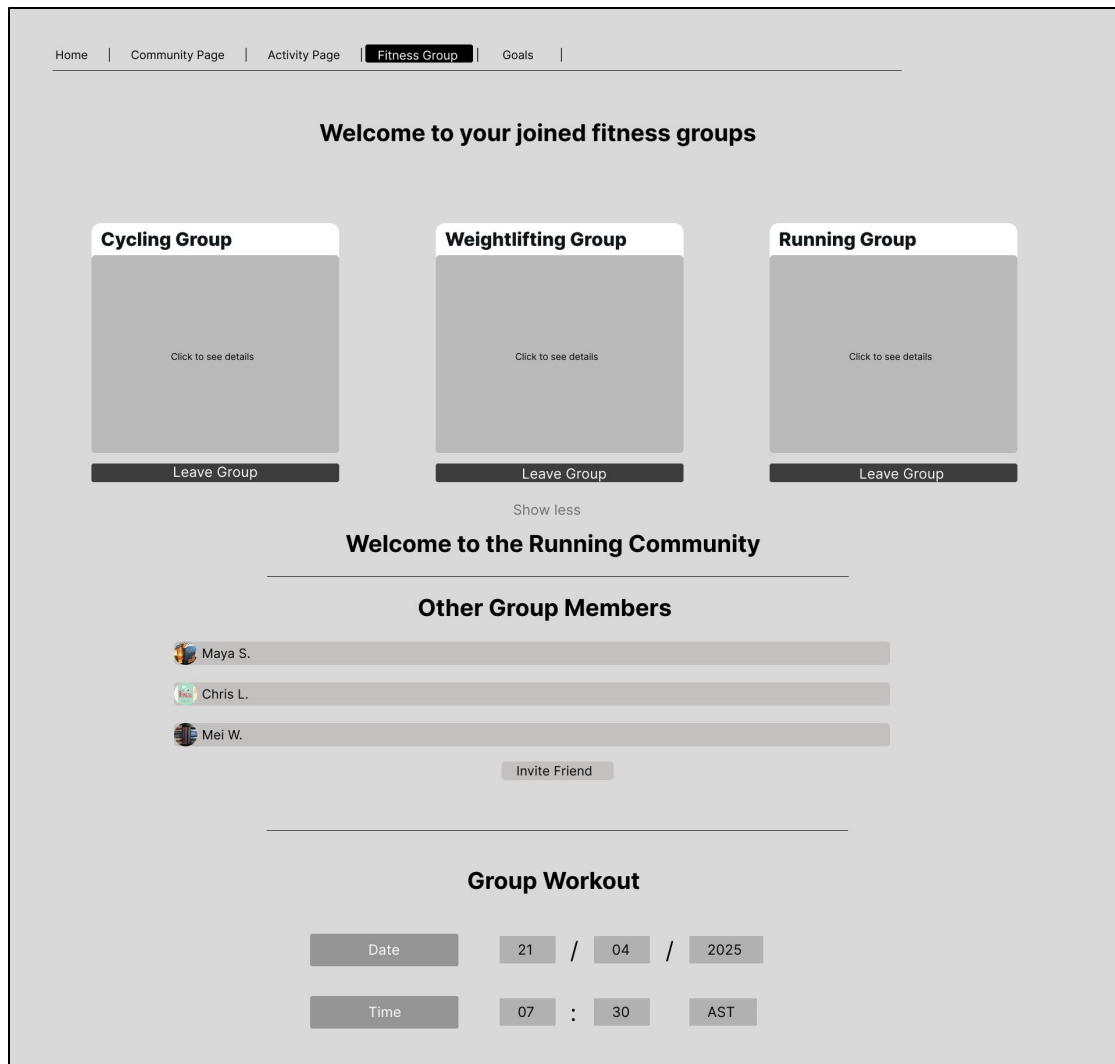 Home | Community Page | Activity Page | Fitness Group | Goals |
Welcome to your joined fitness groups
Cycling Group Weightlifting Group Running Group
Click to see details Click to see details Click to see details
Leave Group Leave Group Leave Group
Show less
Welcome to the Running Community
Other Group Members
Maya S.
Chris L.
Mei W.
Invite Friend
Group Workout
Date 21 / 04 / 2025
Time 07 : 30 AST